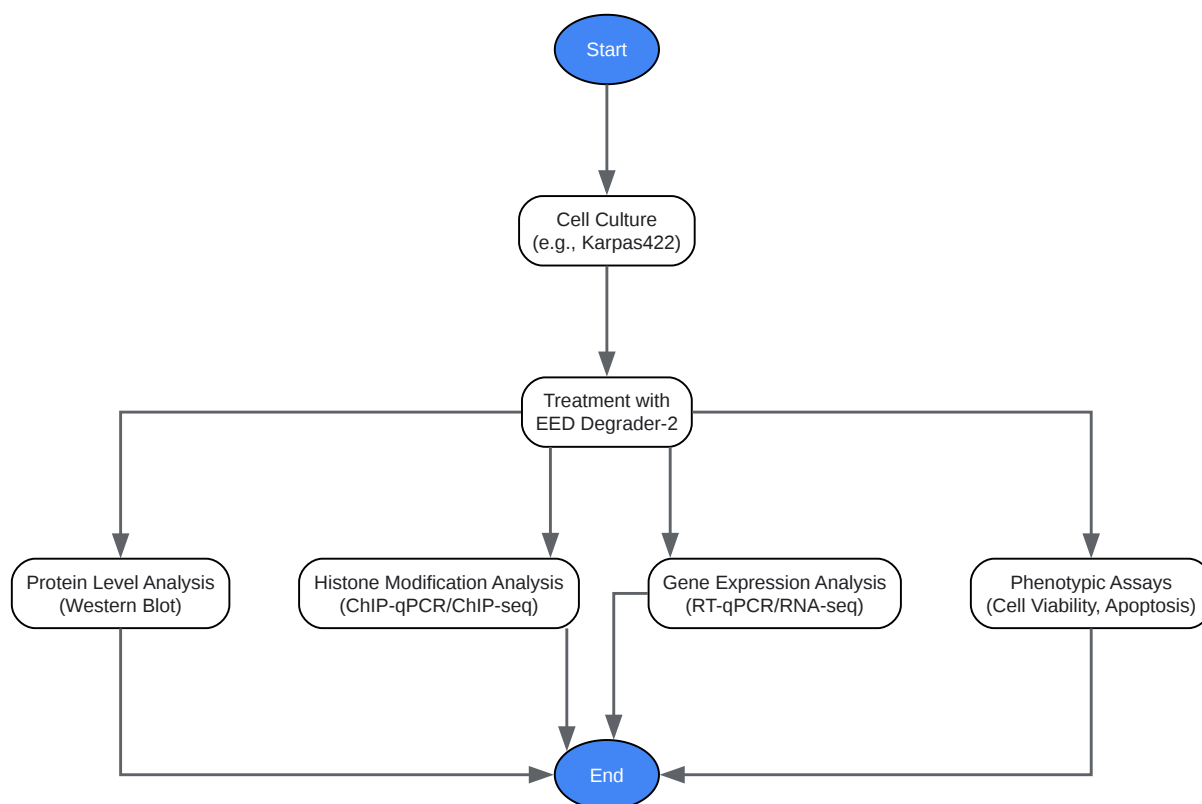 Start
Cell Culture
(e.g., Karpas422)
Treatment with
EED Degrader-2
Protein Level Analysis
(Western Blot)
Histone Modification Analysis
(ChIP-qPCR/ChIP-seq)
Gene Expression Analysis
(RT-qPCR/RNA-seq)
Phenotypic Assays
(Cell Viability, Apoptosis)
End